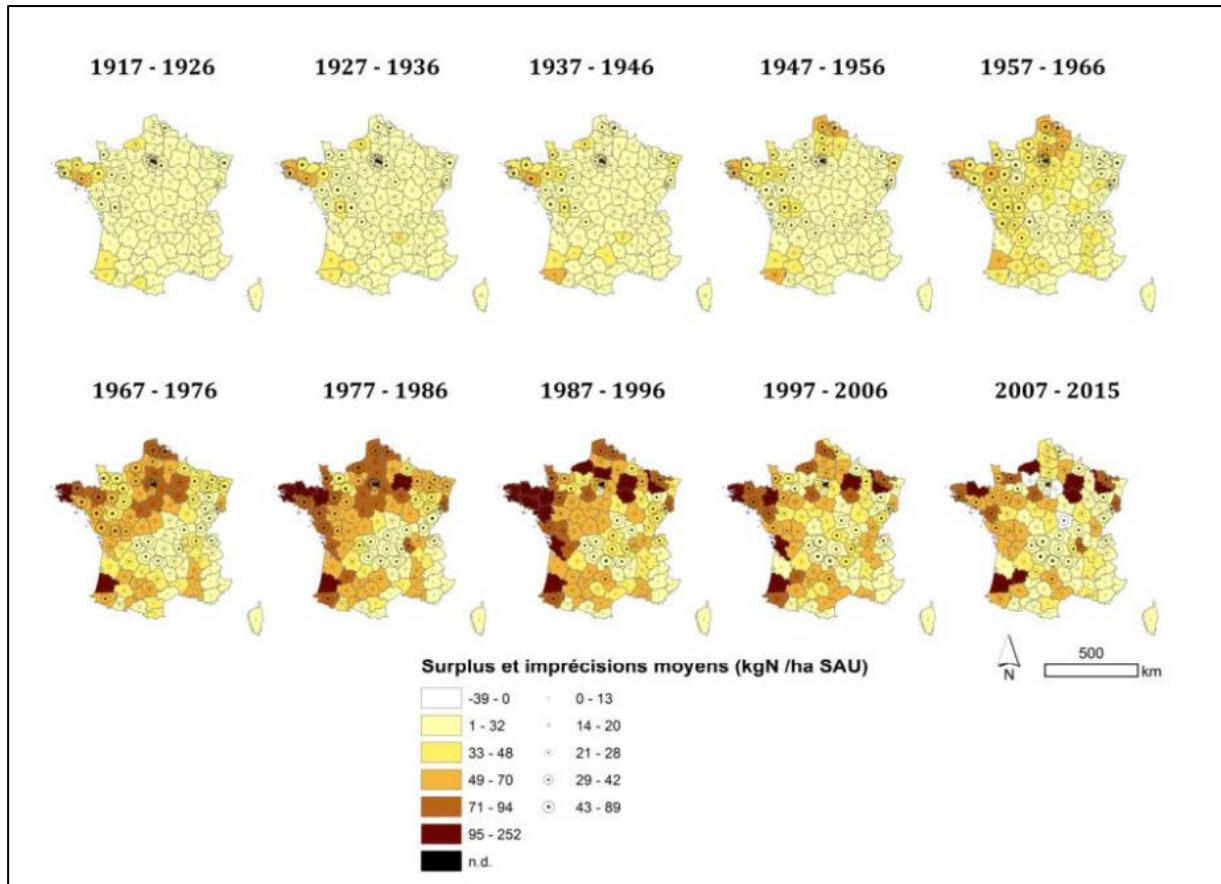 1917 - 1926
1927 - 1936
1937 - 1946
1947 - 1956
1957 - 1966
1967 - 1976
1977 - 1986
1987 - 1996
1997 - 2006
2007 - 2015
N
500
km
Surplus et imprécisions moyens (kgN /ha SAU)
-39 - 0 0 - 13
1 - 32 14 - 20
33 - 48 21 - 28
49 - 70 29 - 42
71 - 94 43 - 89
95 - 252
n.d.